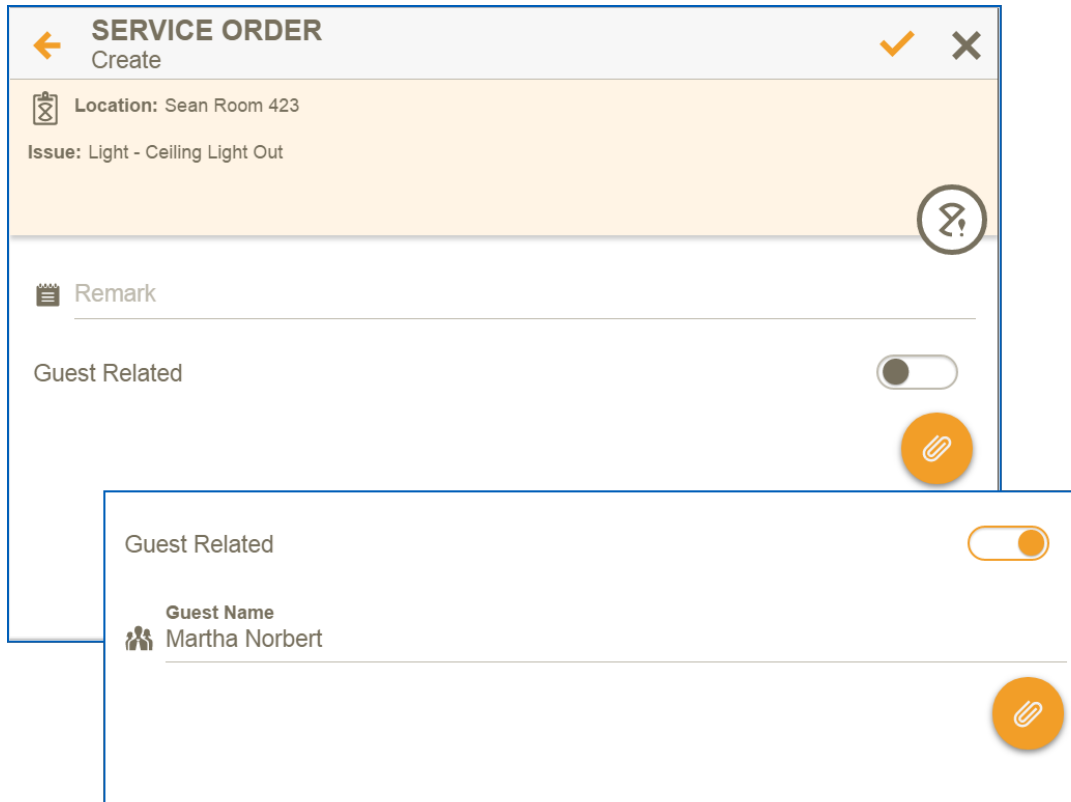 SERVICE ORDER
Create
Location: Sean Room 423
Issue: Light - Ceiling Light Out
Remark
Guest Related
Guest Related
Guest Name
Martha Norbert